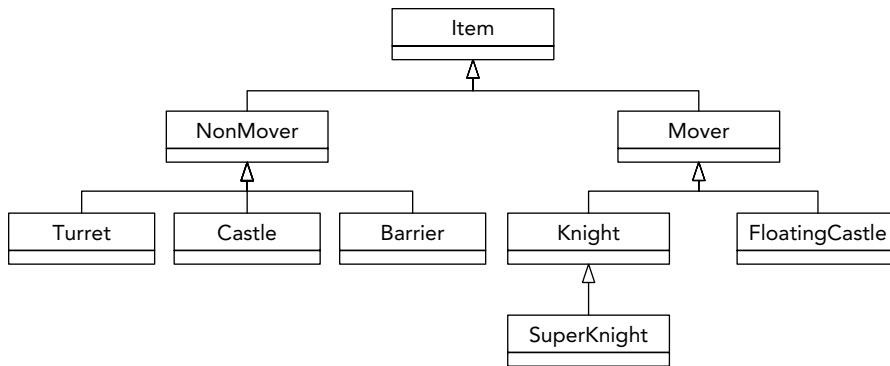 Item
NonMover
Mover
Turret
Castle
Barrier
Knight
FloatingCastle
SuperKnight